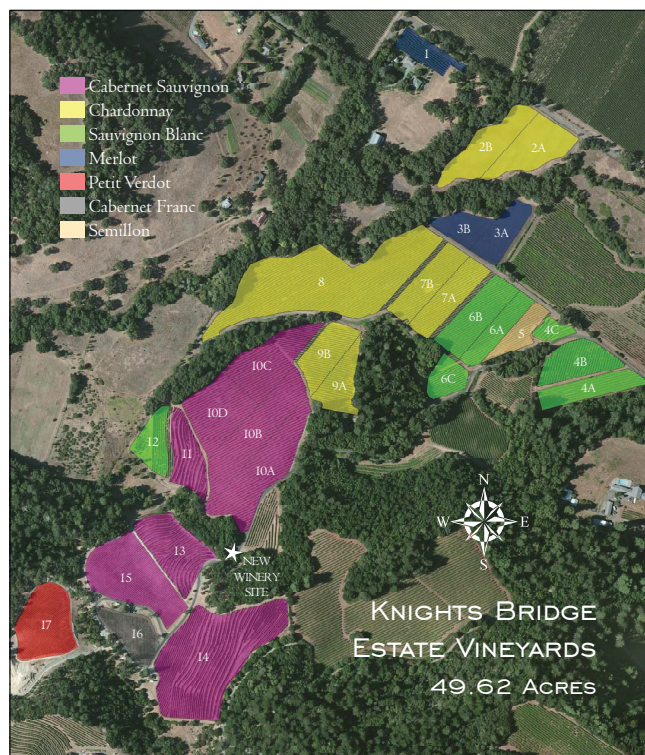 1
Cabernet Sauvignon
Chardonnay
Sauvignon Blanc
Merlot
Petit Verdot
Cabernet Franc
Semillon
2B
2A
3B
3A
8
7B
7A
6B
6A
5
4C
4B
4A
6C
9B
9A
10C
10D
10B
10A
12
11
N
W
E
S
13
15
NEW
WINERY
SITE
17
16
14
KNIGHTS BRIDGE
ESTATE VINEYARDS
49.62 ACRES